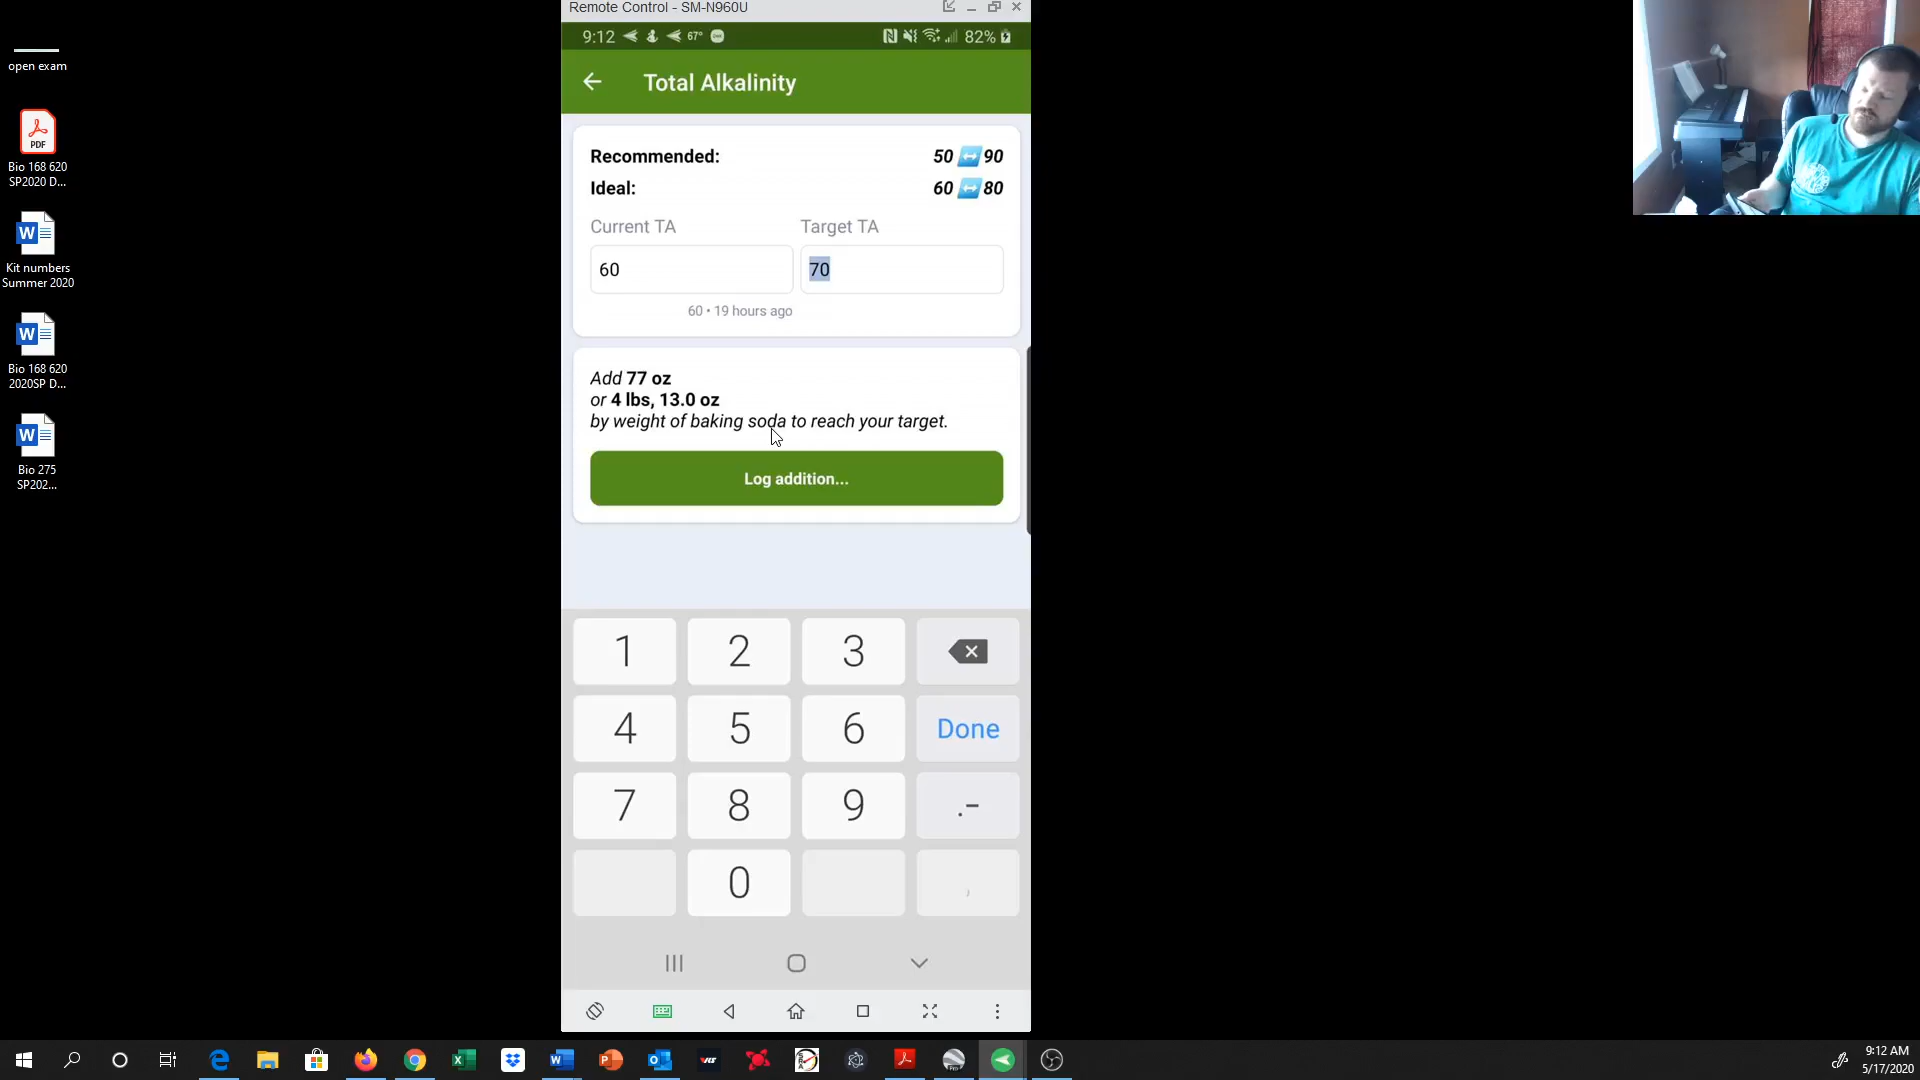 Remote Control - SM-N960U
9:12
67°
82%
Total Alkalinity
Recommended: 50 ↔ 90
Ideal: 60 ↔ 80
Current TA Target TA
60 70
60 • 19 hours ago
Add 77 oz
or 4 lbs, 13.0 oz
by weight of baking soda to reach your target.
Log addition...
1 2 3
4 5 6 Done
7 8 9 .-
0 ,
open exam
PDF
Bio 168 620
SP2020 D...
Kit numbers
Summer 2020
Bio 168 620
2020SP D...
Bio 275
SP202...
9:12 AM
5/17/2020